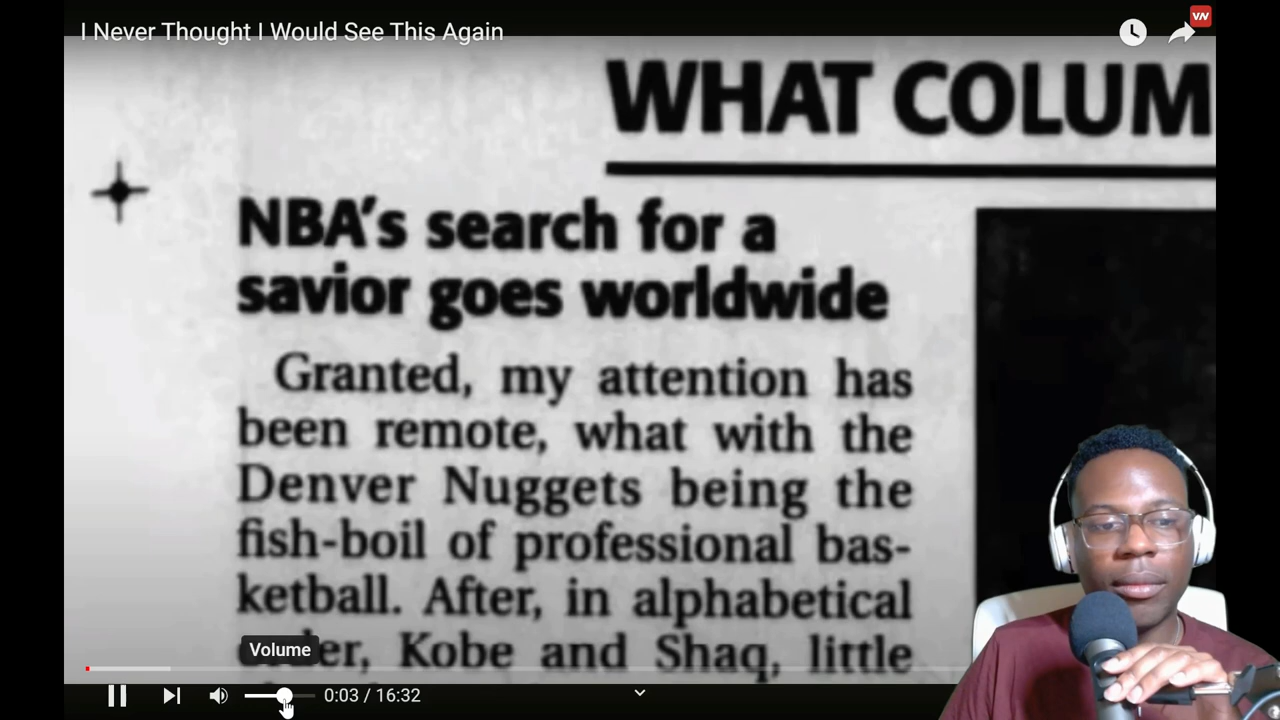 I Never Thought I Would See This Again
VN
WHAT COLUM
NBA's search for a
savior goes worldwide
Granted, my attention has
been remote, what with the
Denver Nuggets being the
fish-boil of professional bas-
ketball. After, in alphabetical
Kobe and Shaq, little
Volume
0:03 / 16:32